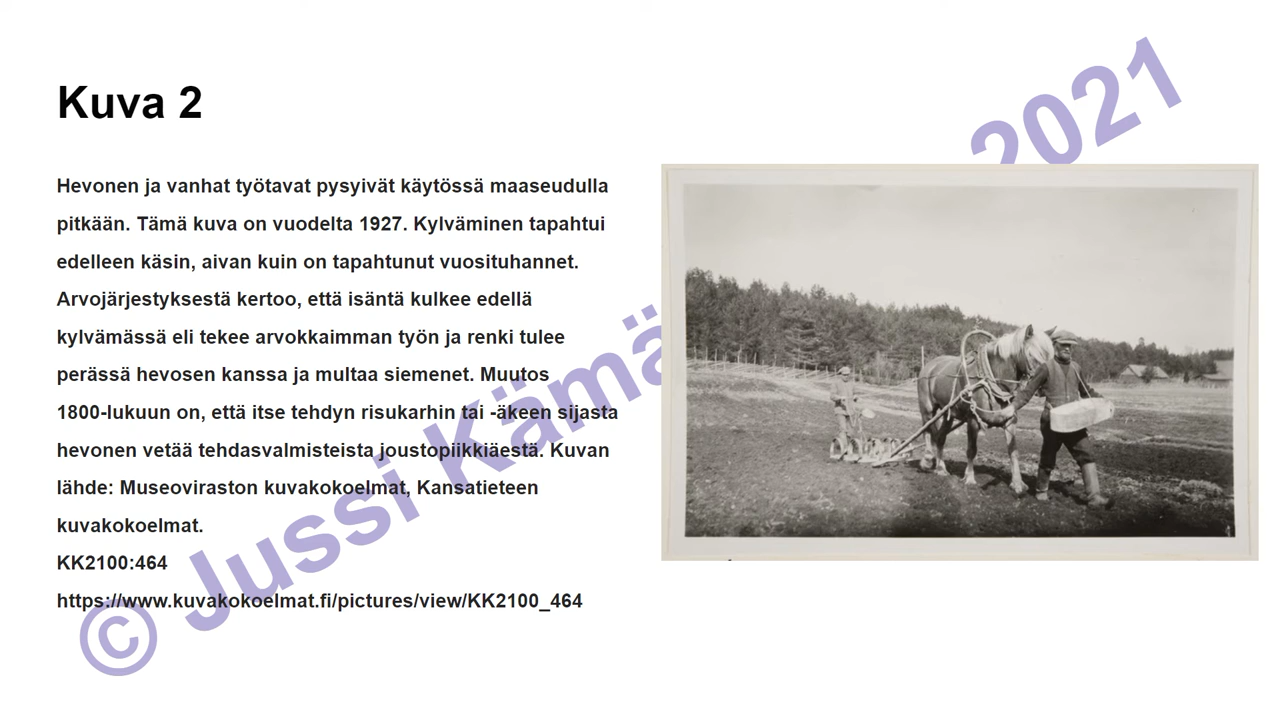 Kuva 2
Hevonen ja vanhat työtavat pysyivät käytössä maaseudulla
pitkään. Tämä kuva on vuodelta 1927. Kylväminen tapahtui
edelleen käsin, aivan kuin on tapahtunut vuosituhannet.
Arvojärjestyksestä kertoo, että isäntä kulkee edellä
kylvämässä eli tekee arvokkaimman työn ja renki tulee
perässä hevosen kanssa ja multaa siemenet. Muutos
1800-lukuun on, että itse tehdyn risukarhin tai -äkeen sijasta
hevonen vetää tehdasvalmisteista joustopiikkiäestä. Kuvan
lähde: Museoviraston kuvakokoelmat, Kansatieteen
kuvakokoelmat.
KK2100:464
https://www.kuvakokoelmat.fi/pictures/view/KK2100_464
© Jussi Kämä 2021